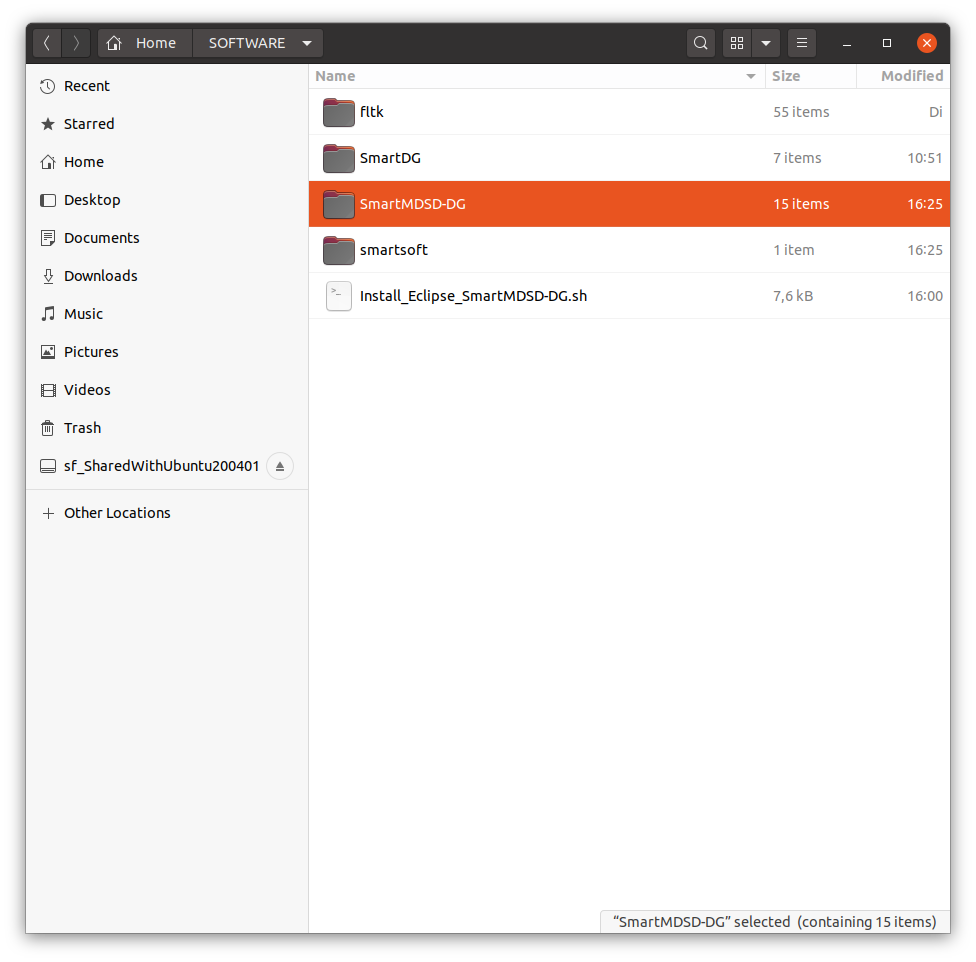 Home SOFTWARE
Recent
Starred
Home
Desktop
Documents
Downloads
Music
Pictures
Videos
Trash
sf_SharedWithUbuntu200401
Other Locations
Name Size Modified
fltk 55 items Di
SmartDG 7 items 10:51
SmartMDSD-DG 15 items 16:25
smartsoft 1 item 16:25
>_
Install_Eclipse_SmartMDSD-DG.sh 7,6 kB 16:00
“SmartMDSD-DG” selected (containing 15 items)